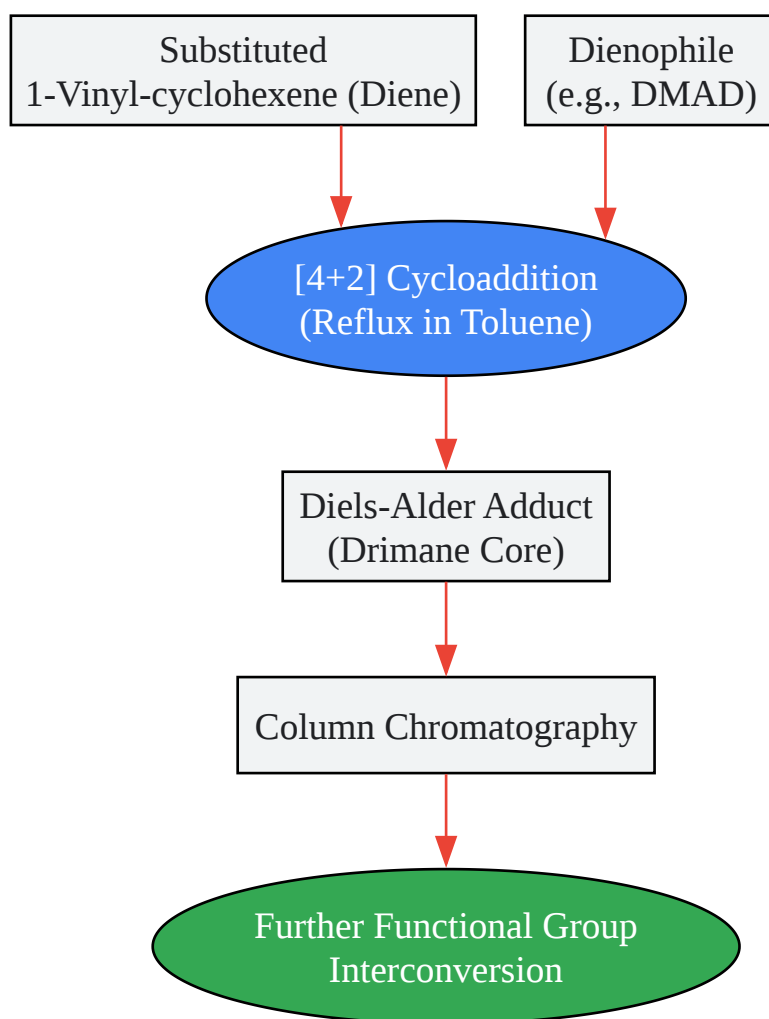 Substituted
1-Vinyl-cyclohexene (Diene)
Dienophile
(e.g., DMAD)
[4+2] Cycloaddition
(Reflux in Toluene)
Diels-Alder Adduct
(Drimane Core)
Column Chromatography
Further Functional Group
Interconversion